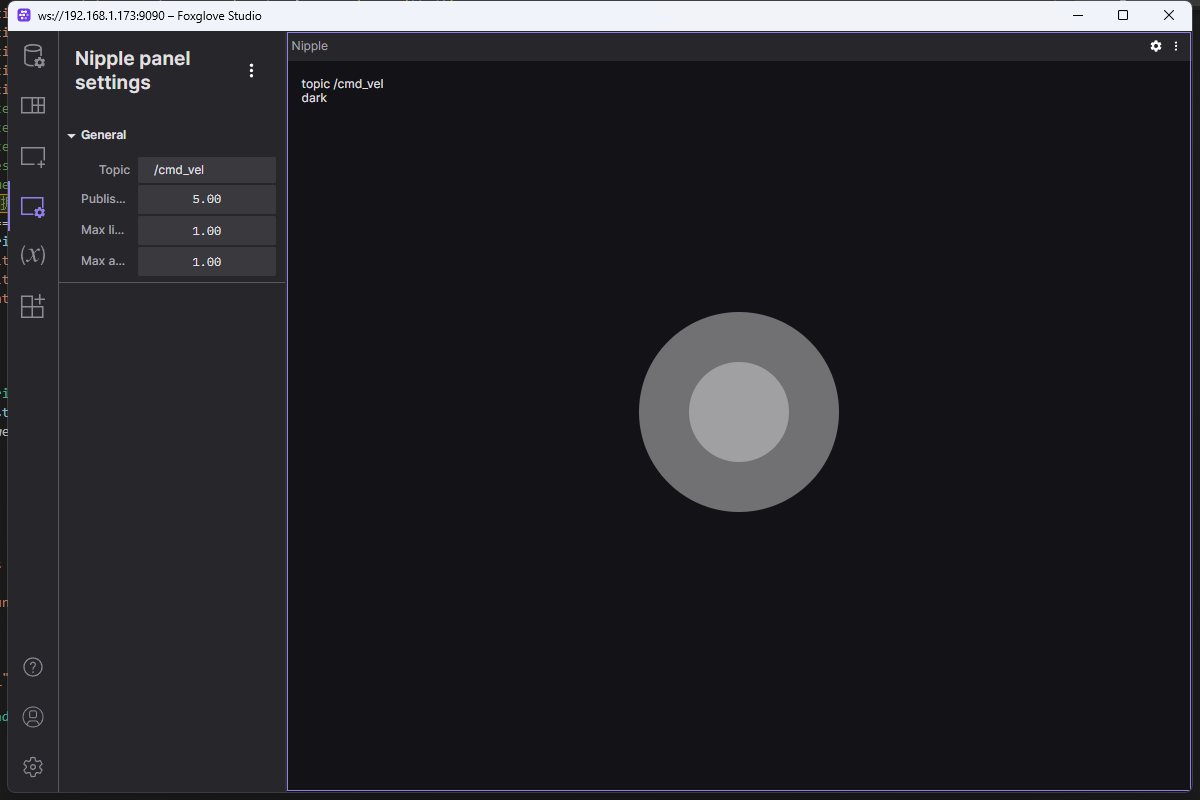 ws://192.168.1.173:9090 – Foxglove Studio
Nipple panel
settings
General
Topic /cmd_vel
Publis... 5.00
Max li... 1.00
Max a... 1.00
(x)
Nipple
topic /cmd_vel
dark